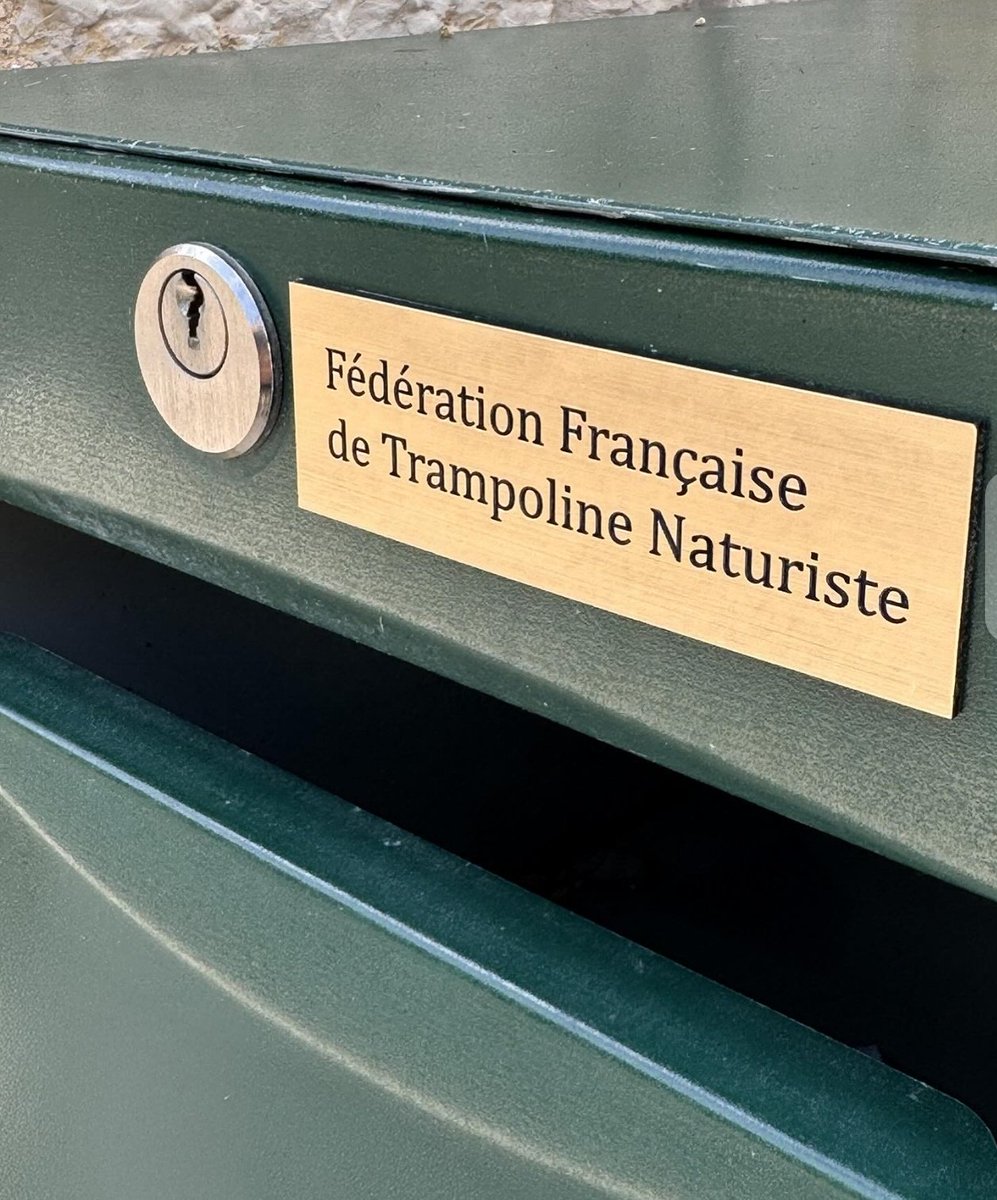 Fédération Française
de Trampoline Naturiste